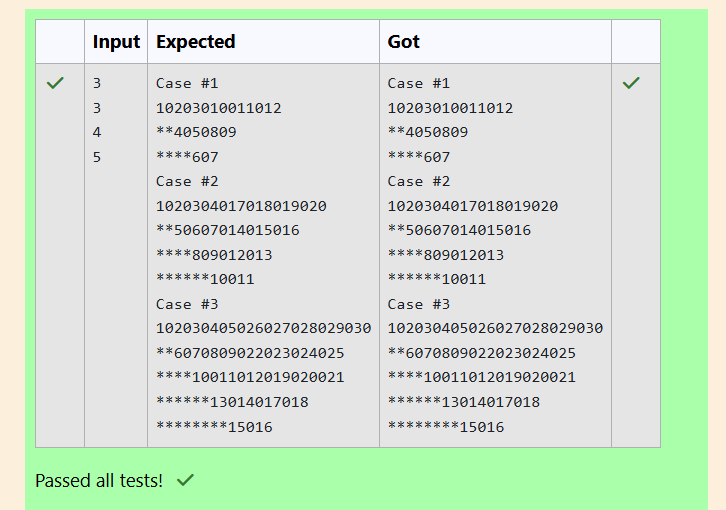 Input Expected Got
3 Case #1 Case #1
3 10203010011012 10203010011012
4 **4050809 **4050809
5 ****607 ****607
Case #2 Case #2
1020304017018019020 1020304017018019020
**50607014015016 **50607014015016
****809012013 ****809012013
******10011 ******10011
Case #3 Case #3
102030405026027028029030 102030405026027028029030
**6070809022023024025 **6070809022023024025
****10011012019020021 ****10011012019020021
******13014017018 ******13014017018
********15016 ********15016
Passed all tests!